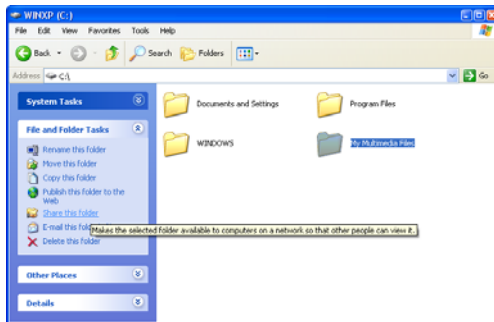 WINXP (C:)
File Edit View Favorites Tools Help
Back Search Folders
Address C:\ Go
System Tasks
Documents and Settings Program Files
File and Folder Tasks
WINDOWS My Multimedia Files
Rename this folder
Move this folder
Copy this folder
Publish this folder to the
Web
Share this folder
E-mail this fol
Makes the selected folder available to computers on a network so that other people can view it.
Delete this folder
Other Places
Details